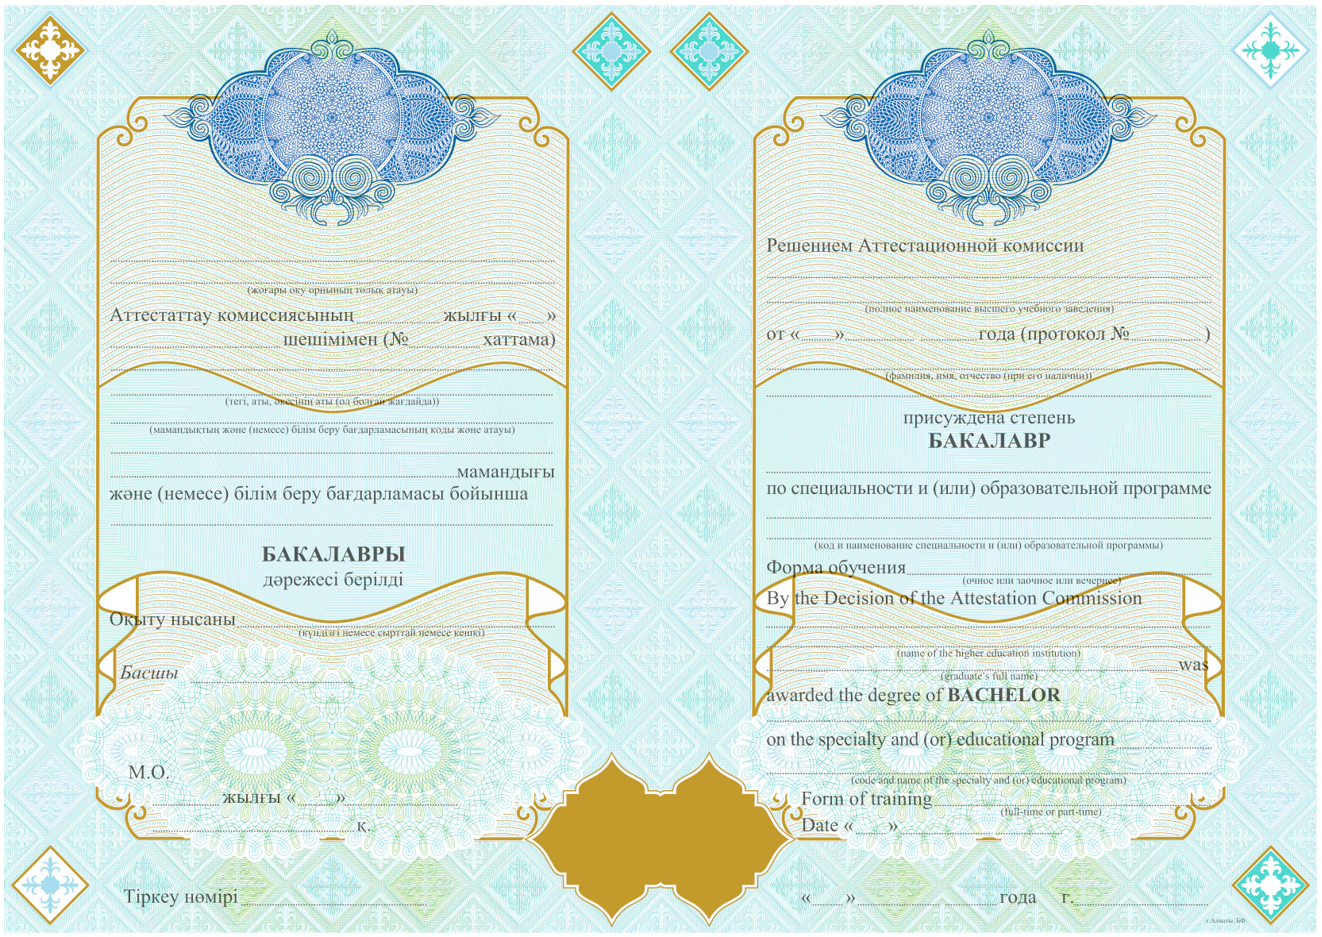 (жоғары оқу орнының толық атауы)
Аттестаттау комиссиясының жылғы « »
шешімімен (№ хаттама)
(тегі, аты, әкесінің аты (ол болған жағдайда))
(мамандықтың және (немесе) білім беру бағдарламасының коды және атауы)
мамандығы
және (немесе) білім беру бағдарламасы бойынша
БАКАЛАВРЫ
дәрежесі берілді
Оқыту нысаны
(күндізгі немесе сырттай немесе кешкі)
Басшы
М.О.
жылғы « »
қ.
Тіркеу нөмірі
Решением Аттестационной комиссии
(полное наименование высшего учебного заведения)
от « » года (протокол № )
(фамилия, имя, отчество (при его наличии))
присуждена степень
БАКАЛАВР
по специальности и (или) образовательной программе
(код и наименование специальности и (или) образовательной программы)
Форма обучения
(очное или заочное или вечернее)
By the Decision of the Attestation Commission
(name of the higher education institution)
was
(graduate's full name)
awarded the degree of BACHELOR
on the specialty and (or) educational program
(code and name of the specialty and (or) educational program)
Form of training
(full-time or part-time)
Date « »
« » года г.
г.Алматы, БФ